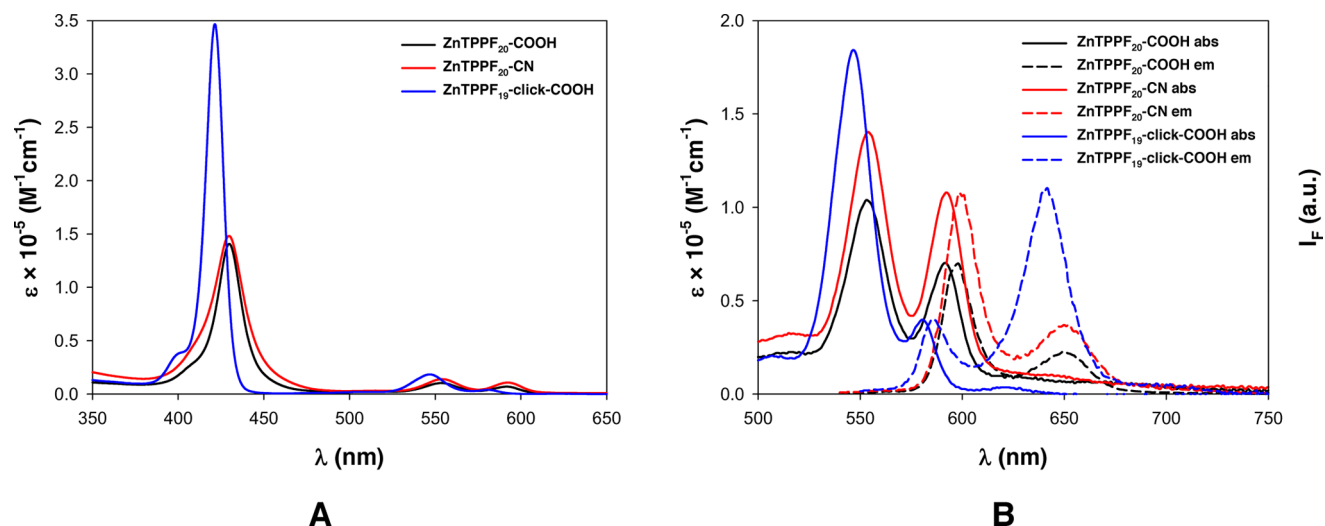 3.5
3.0
2.5
2.0
1.5
1.0
0.5
0.0
ε × 10⁻⁵ (M⁻¹cm⁻¹)
ZnTPPF₂₀-COOH
ZnTPPF₂₀-CN
ZnTPPF₁₉-click-COOH
350 400 450 500 550 600 650
λ (nm)
A
2.0
1.5
1.0
0.5
0.0
ε × 10⁻⁵ (M⁻¹cm⁻¹)
ZnTPPF₂₀-COOH abs
ZnTPPF₂₀-COOH em
ZnTPPF₂₀-CN abs
ZnTPPF₂₀-CN em
ZnTPPF₁₉-click-COOH abs
ZnTPPF₁₉-click-COOH em
I_F (a.u.)
500 550 600 650 700 750
λ (nm)
B